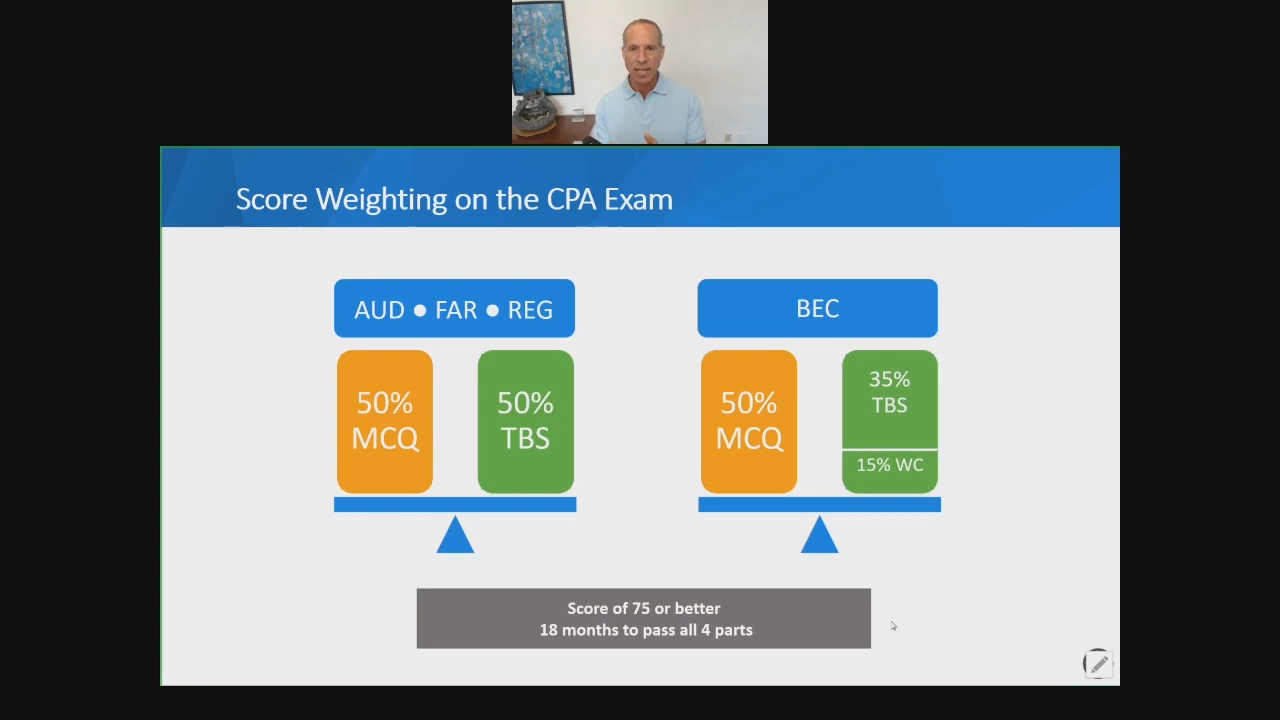 Score Weighting on the CPA Exam
AUD ● FAR ● REG
50%
MCQ
50%
TBS
BEC
50%
MCQ
35%
TBS
15% WC
Score of 75 or better
18 months to pass all 4 parts